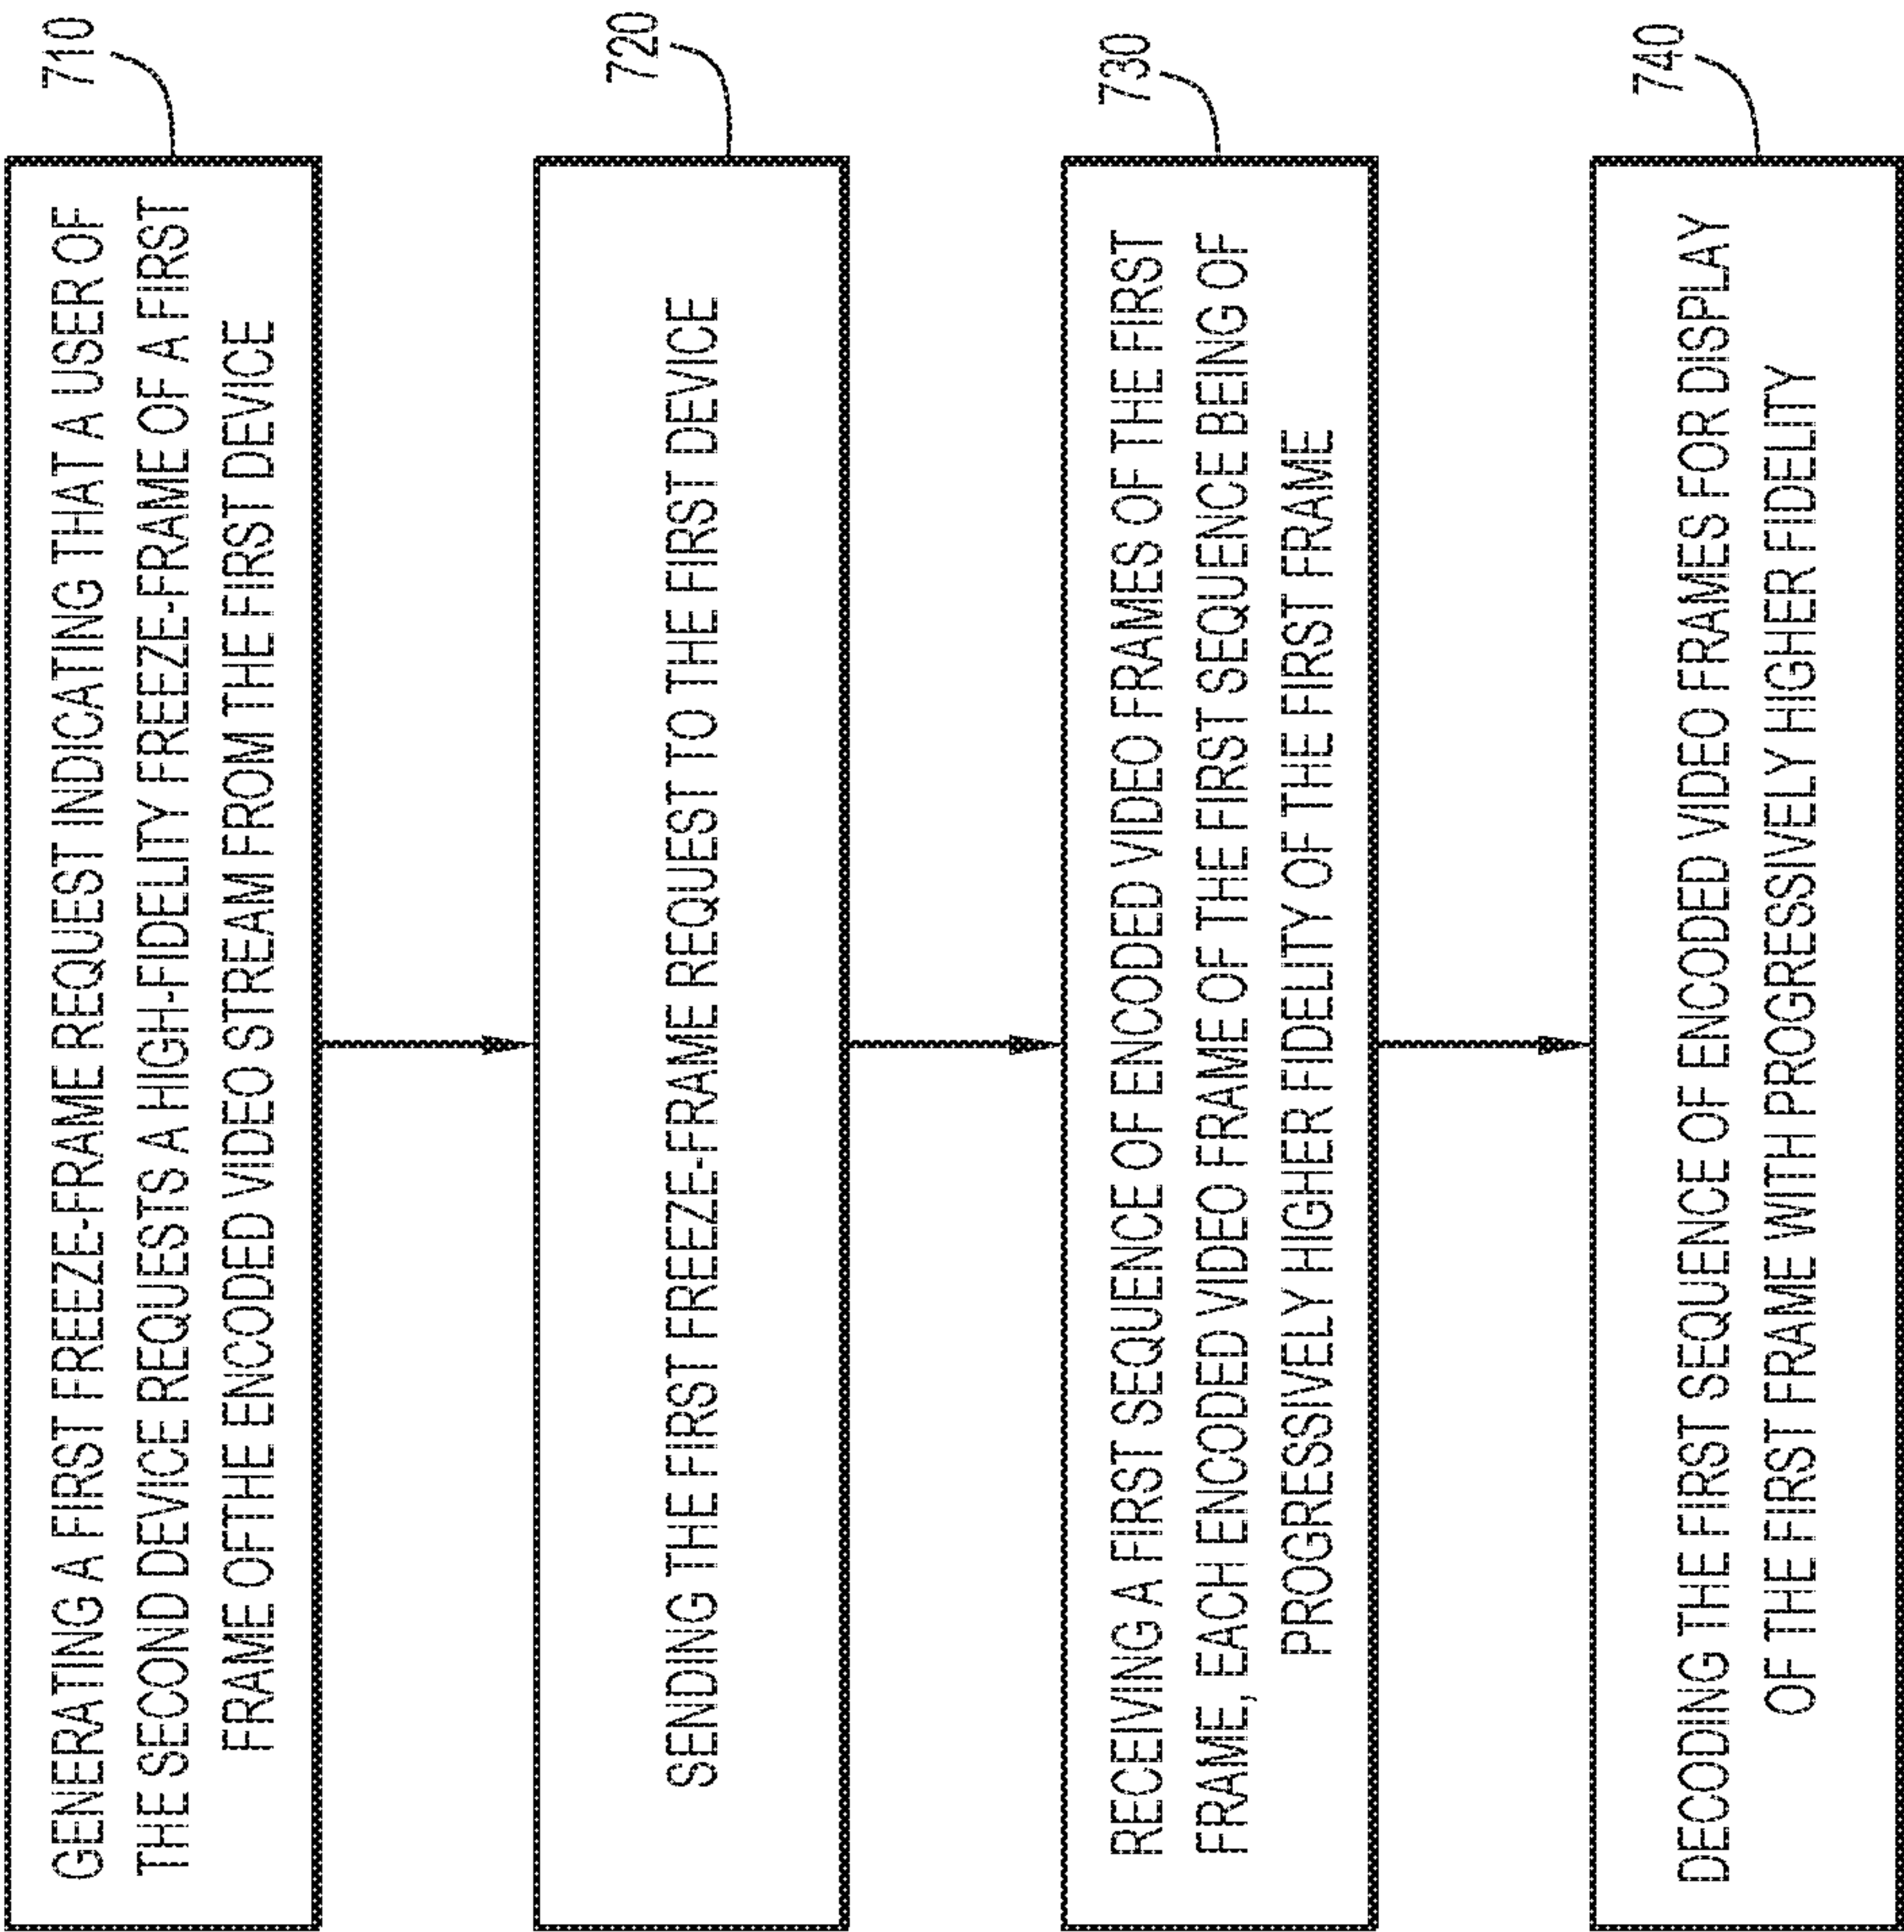 GENERATING A FIRST FREEZE-FRAME REQUEST INDICATING THAT A USER OF
THE SECOND DEVICE REQUESTS A HIGH-FIDELITY FREEZE-FRAME OF A FIRST
FRAME OFTHE ENCODED VIDEO STREAM FROM THE FIRST DEVICE
710
SENDING THE FIRST FREEZE-FRAME REQUEST TO THE FIRST DEVICE
720
RECEIVING A FIRST SEQUENCE OF ENCODED VIDEO FRAMES OF THE FIRST
FRAME, EACH ENCODED VIDEO FRAME OF THE FIRST SEQUENCE BEING OF
PROGRESSIVELY HIGHER FIDELITY OF THE FIRST FRAME
730
DECODING THE FIRST SEQUENCE OF ENCODED VIDEO FRAMES FOR DISPLAY
OF THE FIRST FRAME WITH PROGRESSIVELY HIGHER FIDELITY
740